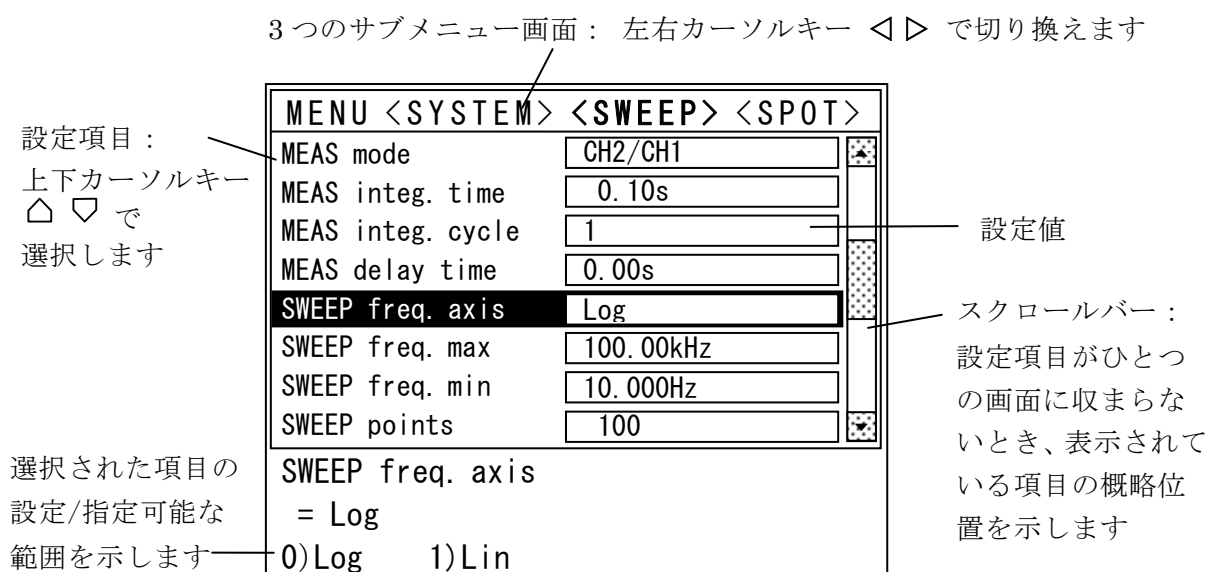 3つのサブメニュー画面： 左右カーソルキー ◁ ▷ で切り換えます
設定項目：
上下カーソルキー
△ ▽ で
選択します
MENU <SYSTEM> <SWEEP> <SPOT>
MEAS mode CH2/CH1
MEAS integ. time 0.10s
MEAS integ. cycle 1
MEAS delay time 0.00s
SWEEP freq. axis Log
SWEEP freq. max 100.00kHz
SWEEP freq. min 10.000Hz
SWEEP points 100
設定値
スクロールバー：
設定項目がひとつ
の画面に収まらな
いとき、表示されて
いる項目の概略位
置を示します
選択された項目の
設定/指定可能な
範囲を示します
SWEEP freq. axis
= Log
0)Log 1)Lin